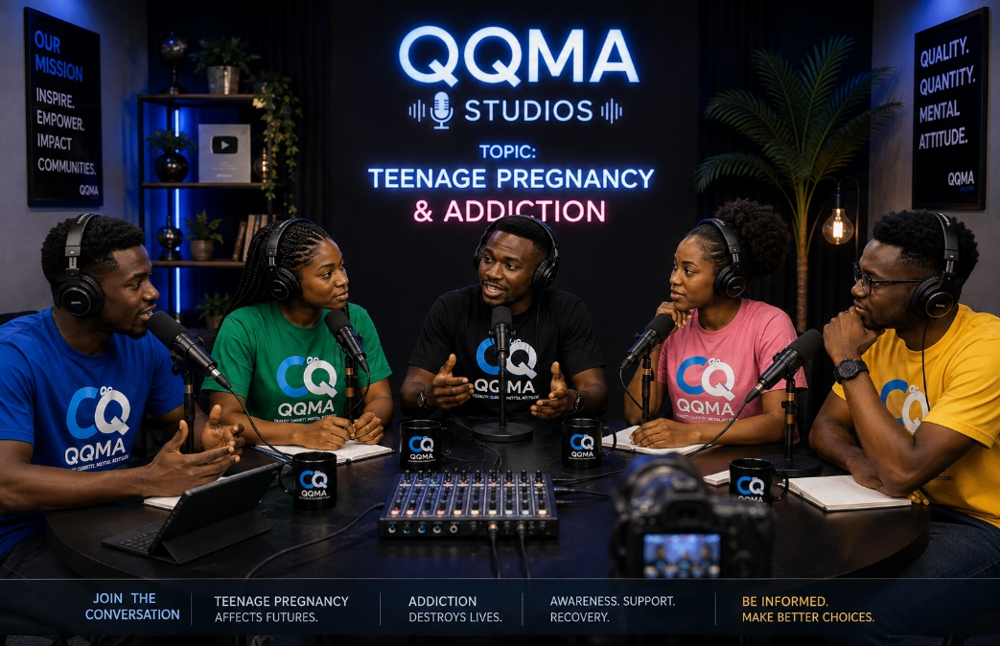 OUR
MISSION
INSPIRE.
EMPOWER.
IMPACT
COMMUNITIES.
QQMA
QQMA
STUDIOS
TOPIC:
TEENAGE PREGNANCY
& ADDICTION
QUALITY.
QUANTITY.
MENTAL
ATTITUDE.
QQMA
QQMA
QQMA
QQMA
QQMA
QQMA
QQMA
QQMA
QQMA
JOIN THE
CONVERSATION
TEENAGE PREGNANCY
AFFECTS FUTURES.
ADDICTION
DESTROYS LIVES.
AWARENESS. SUPPORT.
RECOVERY.
BE INFORMED.
MAKE BETTER CHOICES.